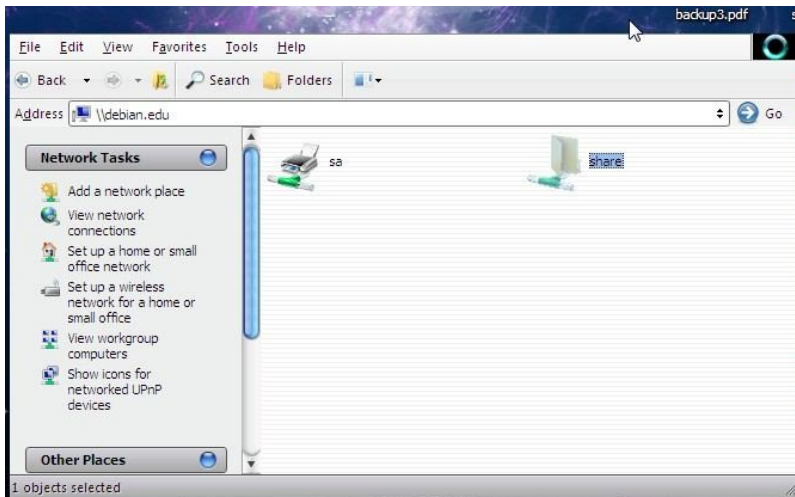 backup3.pdf
File Edit View Favorites Tools Help
Back Search Folders
Address \\debian.edu Go
Network Tasks
Add a network place
View network
connections
Set up a home or small
office network
Set up a wireless
network for a home or
small office
View workgroup
computers
Show icons for
networked UPnP
devices
Other Places
sa
share
1 objects selected